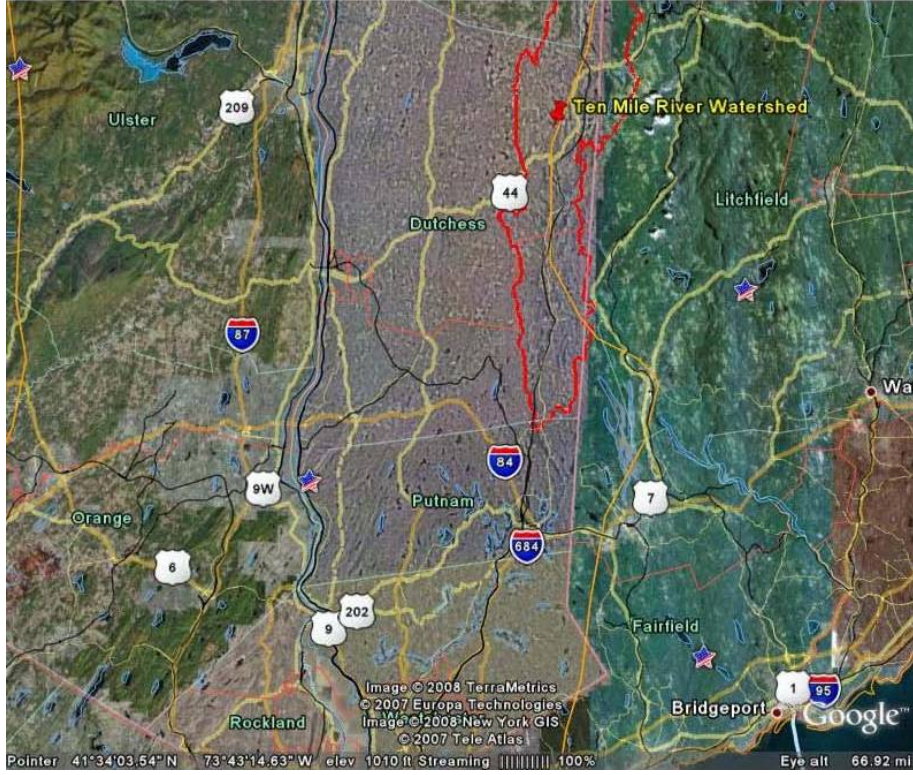 209
Ulster
Ten Mile River Watershed
44
Litchfield
Dutchess
87
Wa
84
9W
Putnam
7
Orange
684
6
202
9
Fairfield
Image © 2008 TerraMetrics
© 2007 Europa Technologies
1
95
Bridgeport
Google™
Image © 2008 New York GIS
Rockland
© 2007 Tele Atlas
Pointer 41°34'03.54" N 73°43'14.63" W elev 1010 ft Streaming |||||||||| 100% Eye alt 66.92 mi